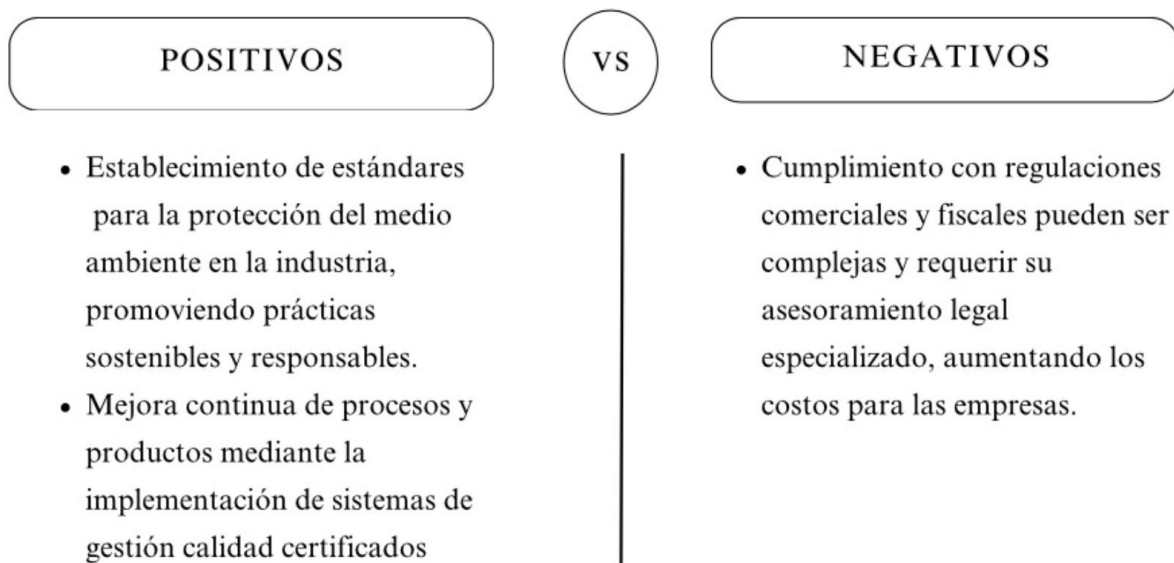 POSITIVOS
vs
NEGATIVOS
• Establecimiento de estándares
para la protección del medio
ambiente en la industria,
promoviendo prácticas
sostenibles y responsables.
• Mejora continua de procesos y
productos mediante la
implementación de sistemas de
gestión calidad certificados
• Cumplimiento con regulaciones
comerciales y fiscales pueden ser
complejas y requerir su
asesoramiento legal
especializado, aumentando los
costos para las empresas.